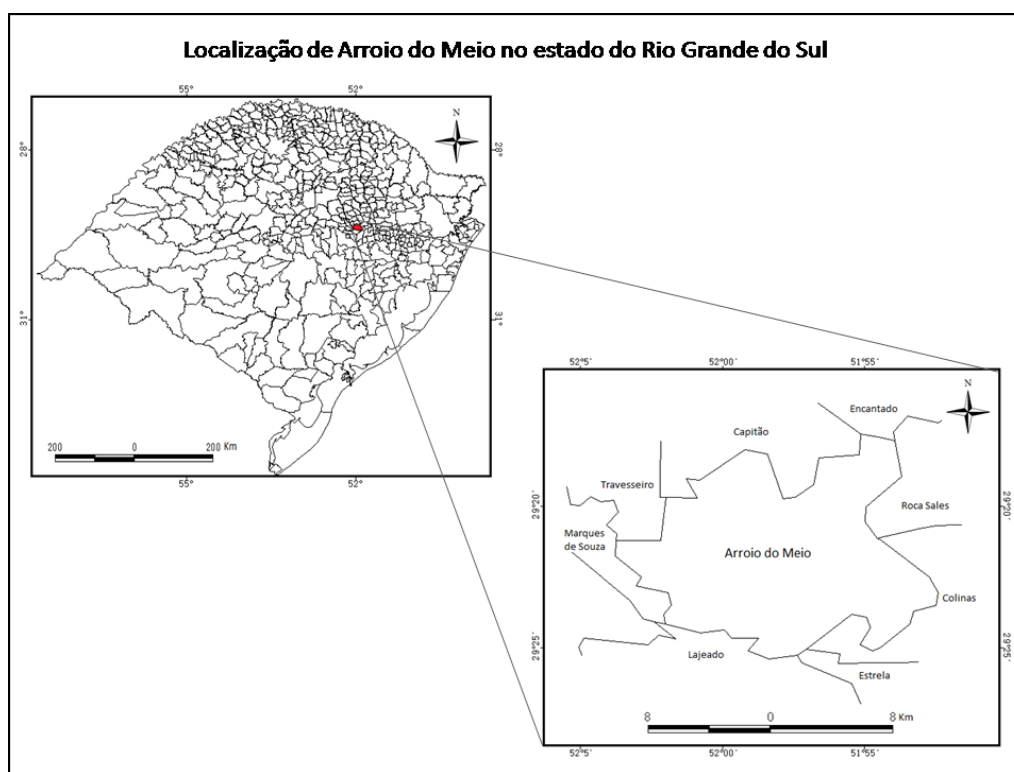 Localização de Arroio do Meio no estado do Rio Grande do Sul
55° 52°
N
28° 28°
31° 31°
200 0 200 Km
55° 52°
52°5´ 52°00´ 51°55´
N
Encantado
Capitão
Travesseiro
29°20´ 29°20´
Roca Sales
Marques
de Souza
Arroio do Meio
Colinas
29°25´ 29°25´
Lajeado
Estrela
8 0 8 Km
52°5´ 52°00´ 51°55´